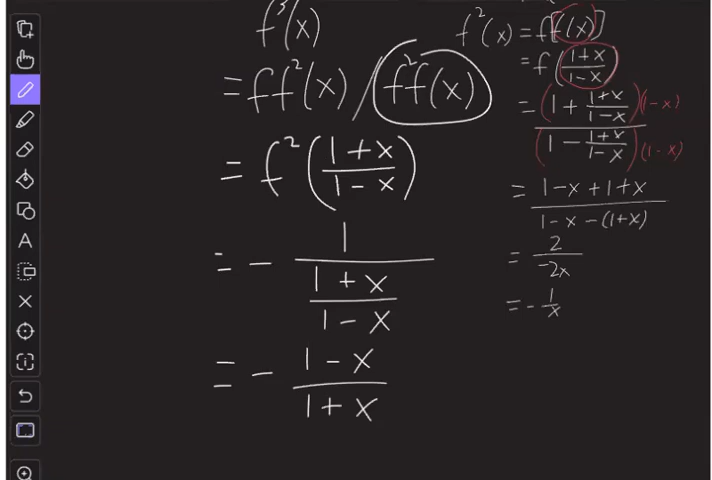 f³(x)
= ff²(x) / f²f(x)
= f²((1+x)/(1-x))
= - 1/((1+x)/(1-x))
= - (1-x)/(1+x)
f²(x) = f[f(x)]
= f((1+x)/(1-x))
= (1 + (1+x)/(1-x))(1-x) / (1 - (1+x)/(1-x))(1-x)
= (1-x+1+x)/(1-x-(1+x))
= 2/(-2x)
= -1/x